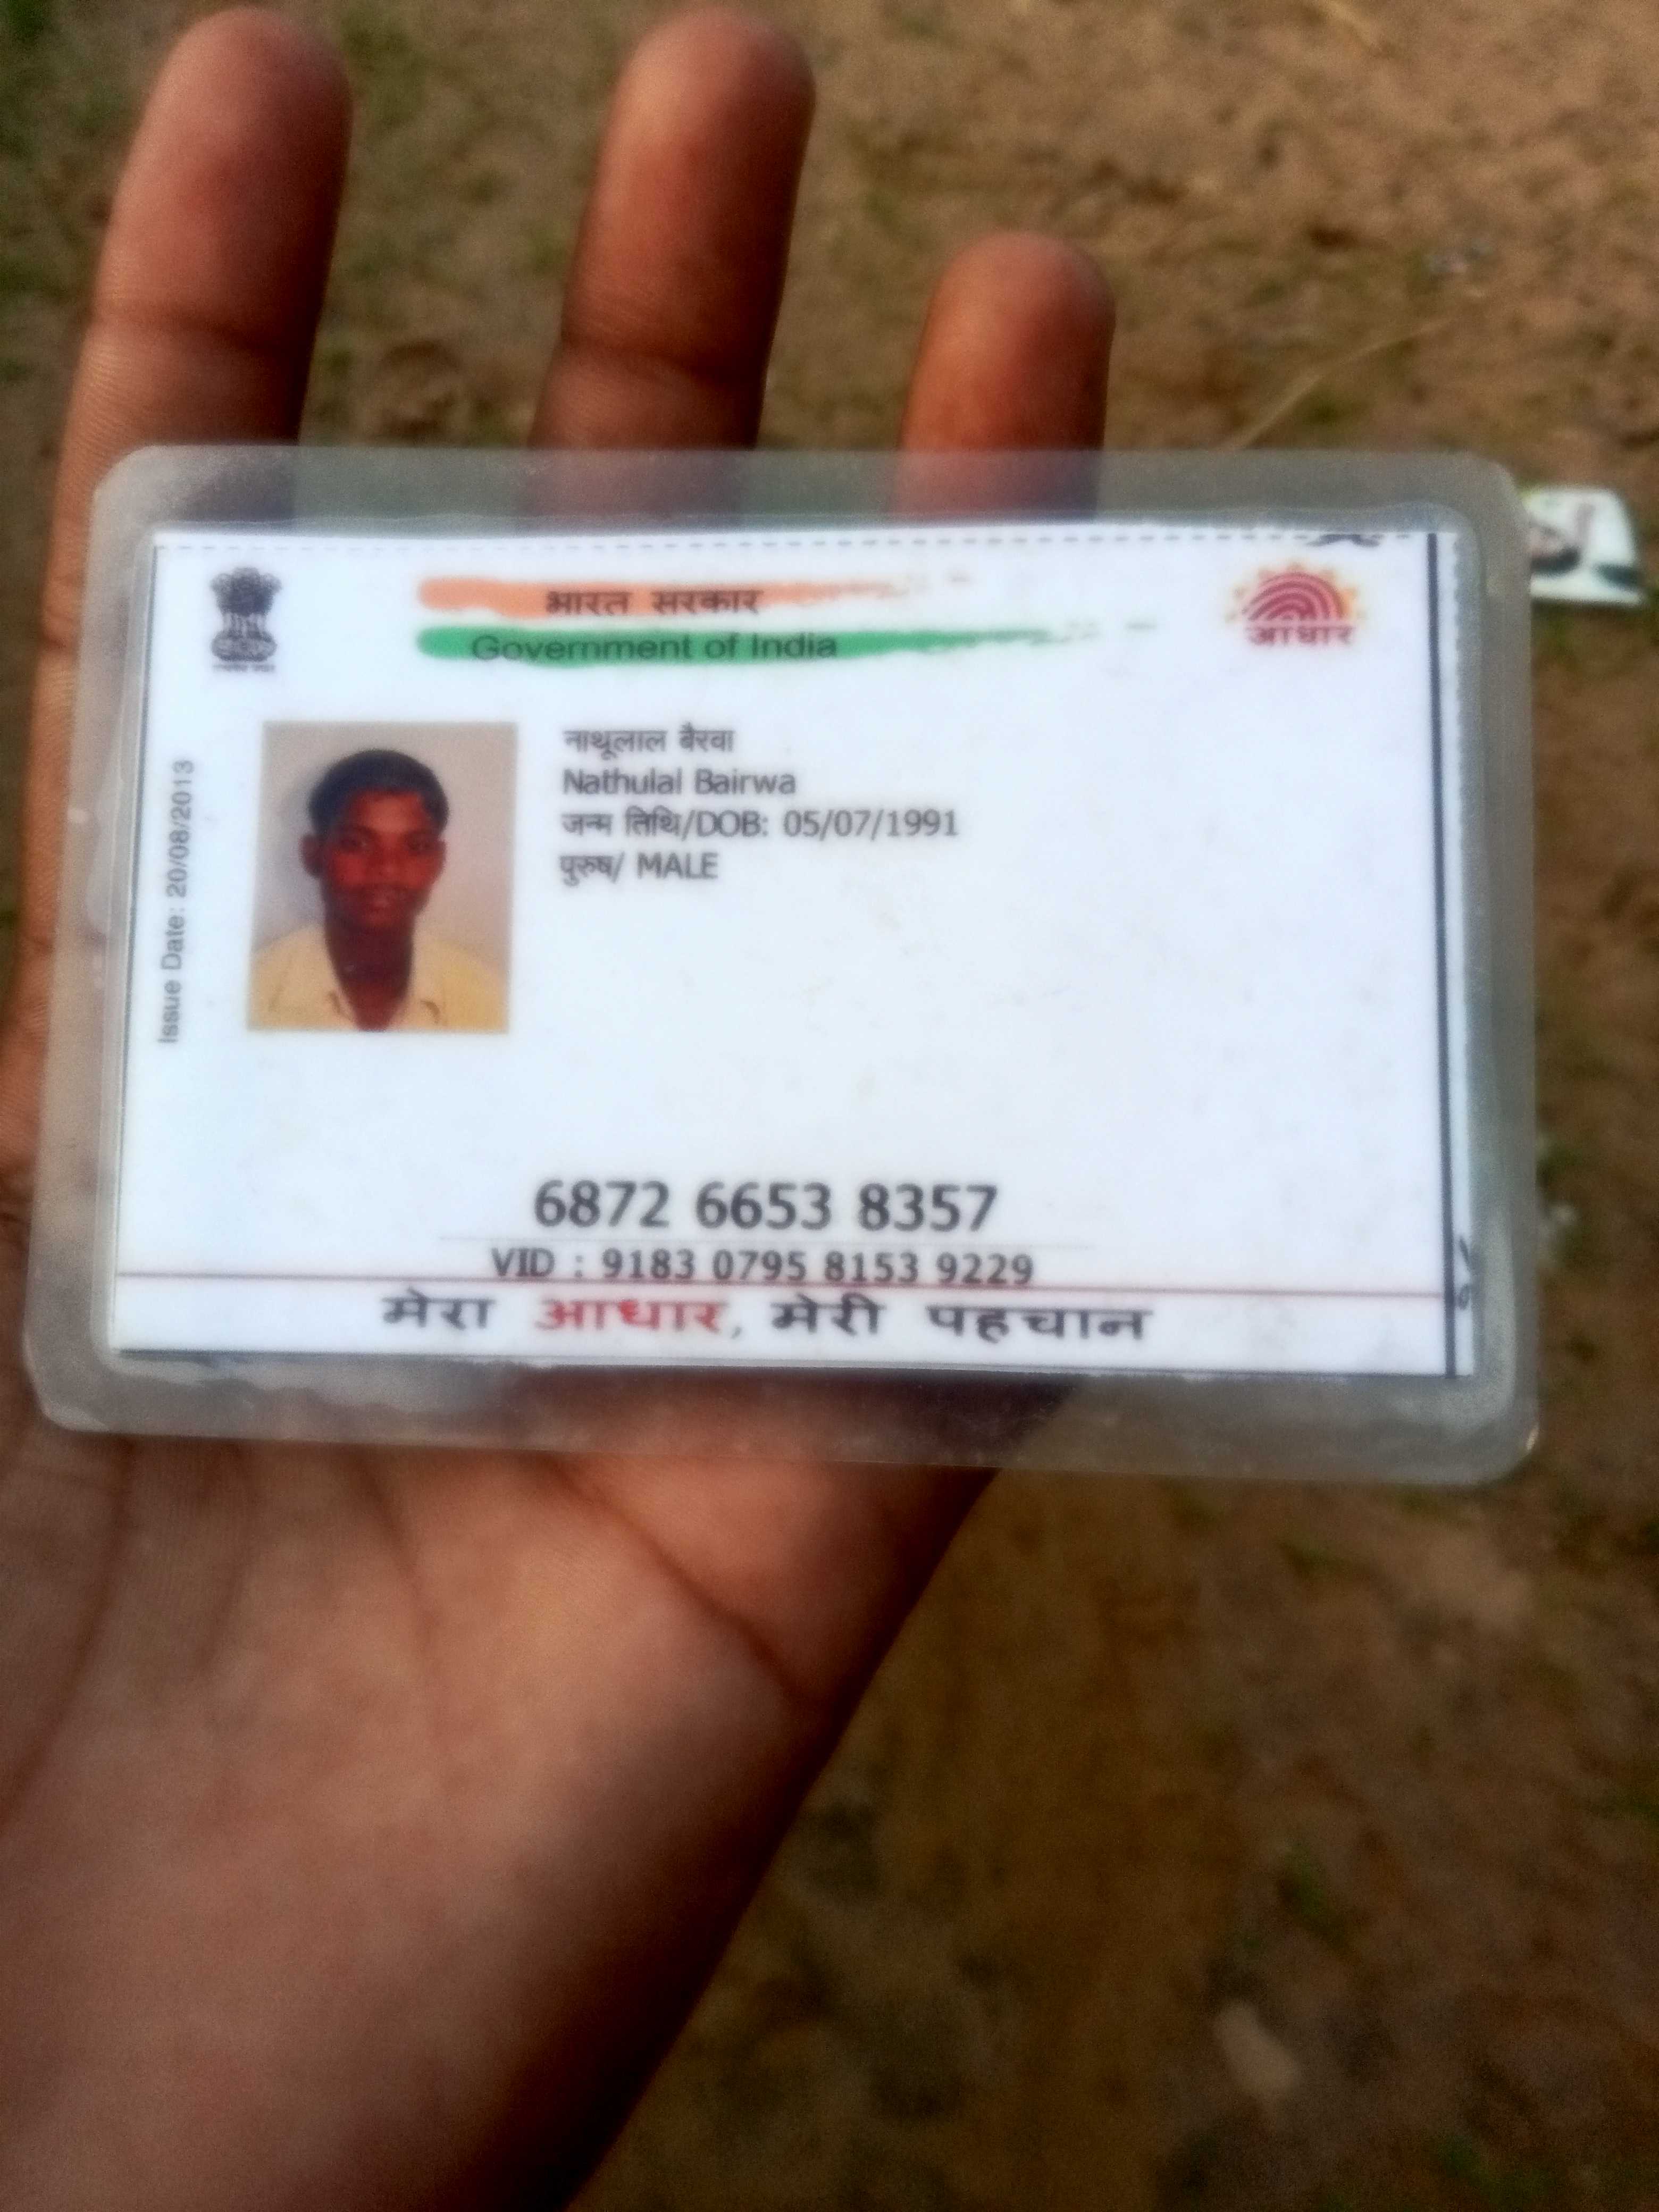 भारत सरकार
Government of India
आधार
Issue Date: 20/08/2013
नाथूलाल बैरवा
Nathulal Bairwa
जन्म तिथि/DOB: 05/07/1991
पुरुष/ MALE
6872 6653 8357
VID : 9183 0795 8153 9229
मेरा आधार, मेरी पहचान